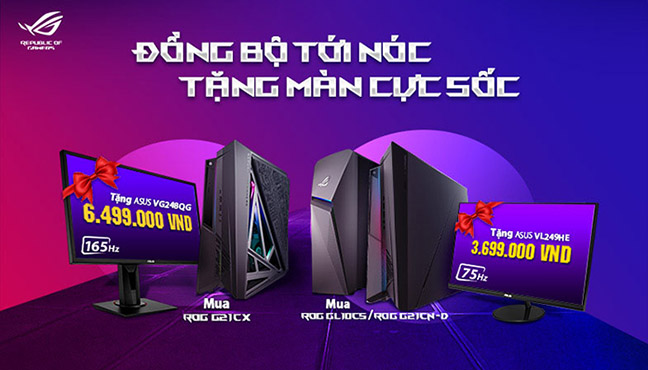 REPUBLIC OF
GAMERS
ĐỒNG BỘ TỚI NÓC
TẶNG MÀN CỰC SỐC
Tặng ASUS VG248QG
6.499.000 VND
165Hz
Mua
ROG G21CX
Mua
ROG GL10CS/ROG G21CN-D
Tặng ASUS VL249HE
3.699.000 VND
75Hz